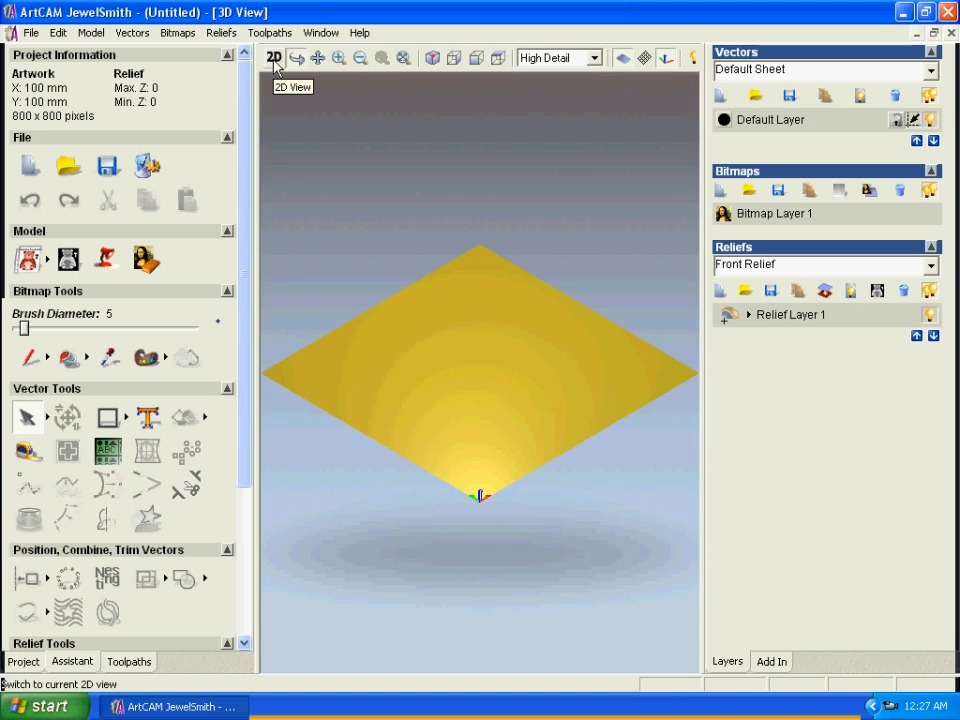 ArtCAM JewelSmith - (Untitled) - [3D View]
File Edit Model Vectors Bitmaps Reliefs Toolpaths Window Help
Project Information
Artwork Relief
X: 100 mm Max. Z: 0
Y: 100 mm Min. Z: 0
800 x 800 pixels
File
Model
Bitmap Tools
Brush Diameter: 5
Vector Tools
ABC
Position, Combine, Trim Vectors
Nes
ting
Relief Tools
Project Assistant Toolpaths
2D High Detail
2D View
Vectors
Default Sheet
Default Layer
Bitmaps
Bitmap Layer 1
Reliefs
Front Relief
Relief Layer 1
Layers Add In
Switch to current 2D view
start ArtCAM JewelSmith - ... 12:27 AM